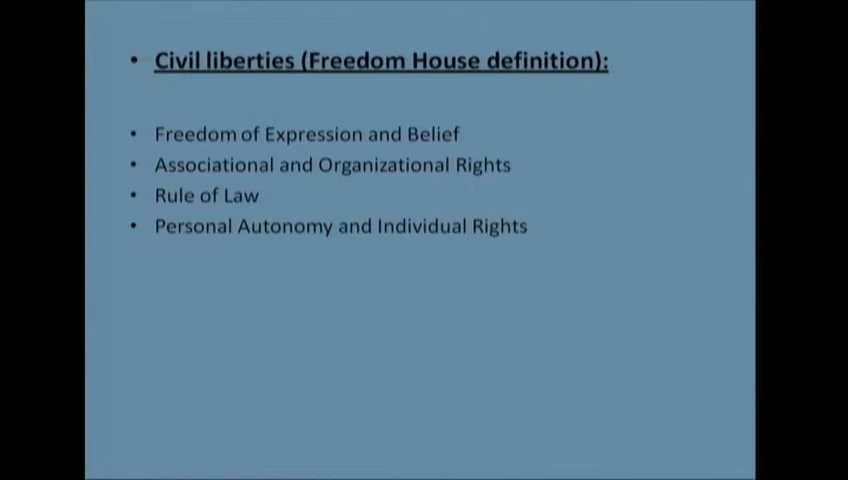 • Civil liberties (Freedom House definition):
• Freedom of Expression and Belief
• Associational and Organizational Rights
• Rule of Law
• Personal Autonomy and Individual Rights